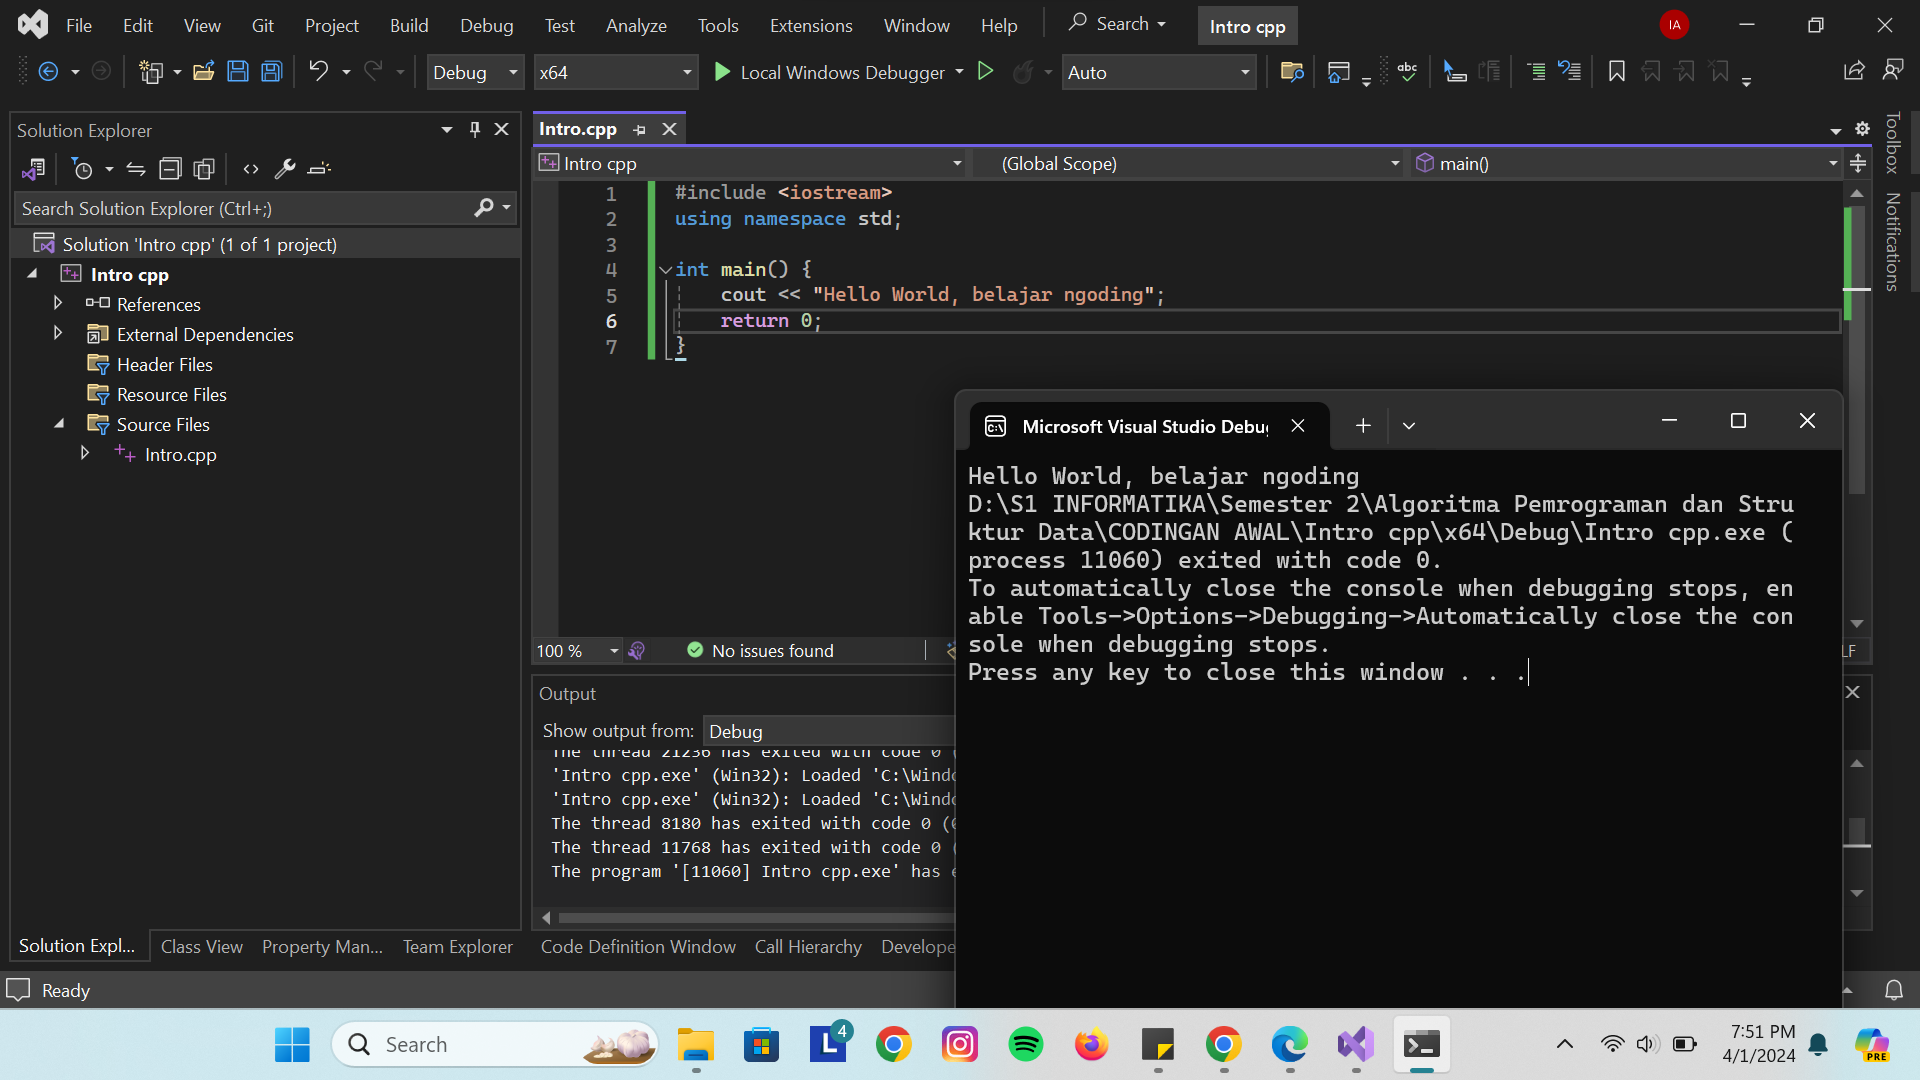 File Edit View Git Project Build Debug Test Analyze Tools Extensions Window Help Search Intro cpp IA
Debug x64 Local Windows Debugger Auto abc
Solution Explorer
Search Solution Explorer (Ctrl+;)
Solution 'Intro cpp' (1 of 1 project)
Intro cpp
References
External Dependencies
Header Files
Resource Files
Source Files
Intro.cpp
Intro.cpp
Intro cpp (Global Scope) main()
1 #include <iostream>
2 using namespace std;
3
4 int main() {
5 cout << "Hello World, belajar ngoding";
6 return 0;
7 }
Toolbox
Notifications
100 % No issues found LF
Microsoft Visual Studio Debu
Hello World, belajar ngoding
D:\S1 INFORMATIKA\Semester 2\Algoritma Pemrograman dan Stru
ktur Data\CODINGAN AWAL\Intro cpp\x64\Debug\Intro cpp.exe (
process 11060) exited with code 0.
To automatically close the console when debugging stops, en
able Tools->Options->Debugging->Automatically close the con
sole when debugging stops.
Press any key to close this window . . .
Output
Show output from: Debug
The thread 21236 has exited with code 0 (
'Intro cpp.exe' (Win32): Loaded 'C:\Windo
'Intro cpp.exe' (Win32): Loaded 'C:\Windo
The thread 8180 has exited with code 0 (0
The thread 11768 has exited with code 0 (
The program '[11060] Intro cpp.exe' has e
Solution Expl... Class View Property Man... Team Explorer Code Definition Window Call Hierarchy Develope
Ready
Search L 4 7:51 PM
4/1/2024
PRE